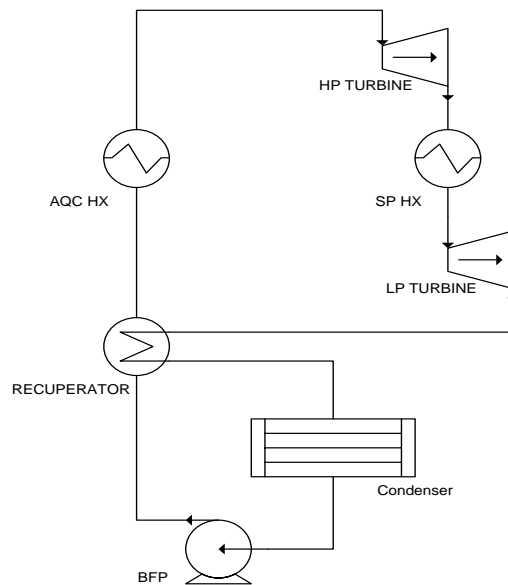 HP TURBINE
AQC HX
SP HX
LP TURBINE
RECUPERATOR
Condenser
BFP